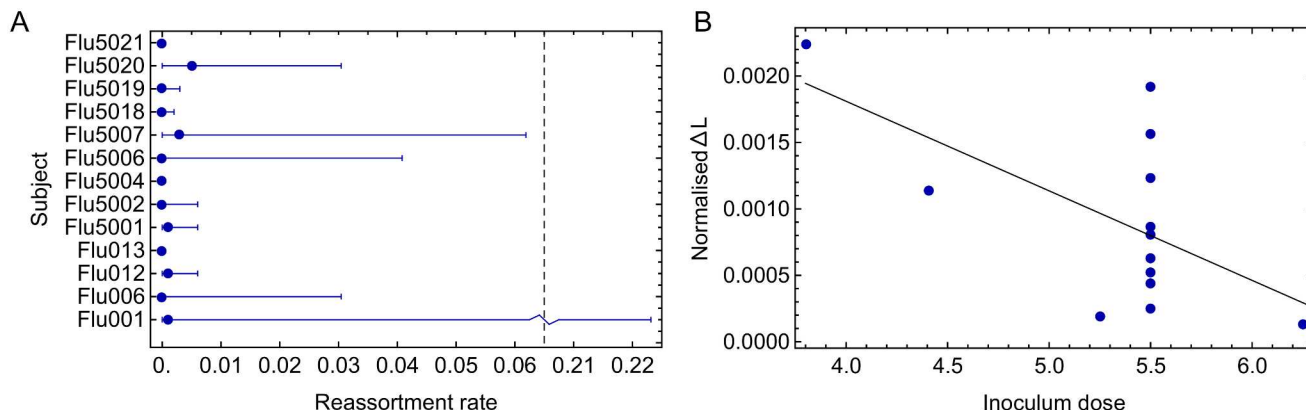 A
Subject
Flu5021
Flu5020
Flu5019
Flu5018
Flu5007
Flu5006
Flu5004
Flu5002
Flu5001
Flu013
Flu012
Flu006
Flu001
0. 0.01 0.02 0.03 0.04 0.05 0.06 0.21 0.22
Reassortment rate
B
Normalised ΔL
0.0020
0.0015
0.0010
0.0005
0.0000
4.0 4.5 5.0 5.5 6.0
Inoculum dose